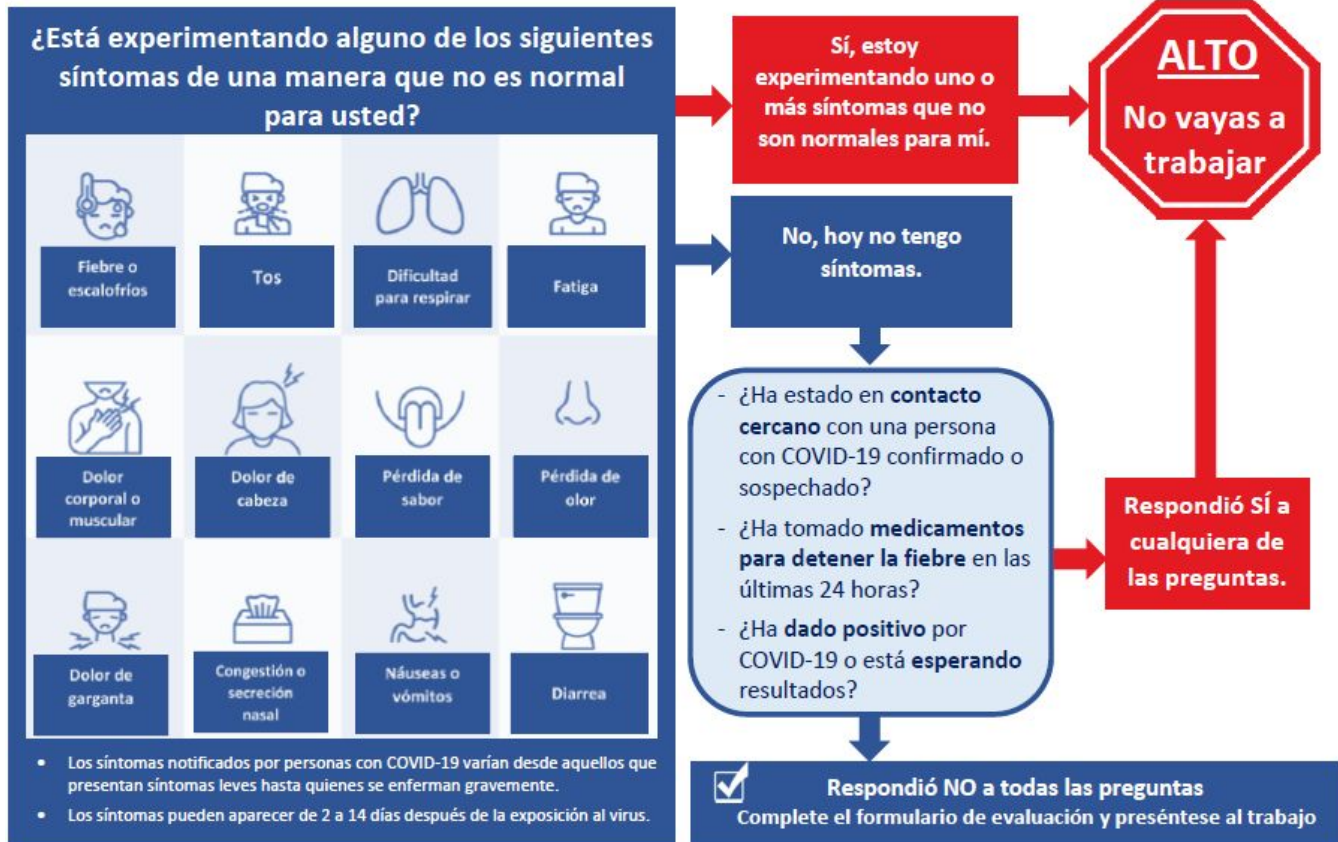 ¿Está experimentando alguno de los siguientes
síntomas de una manera que no es normal
para usted?
Fiebre o
escalofríos
Tos
Dificultad
para respirar
Fatiga
Dolor
corporal o
muscular
Dolor de
cabeza
Pérdida de
sabor
Pérdida de
olor
Dolor de
garganta
Congestión o
secreción
nasal
Náuseas o
vómitos
Diarrea
• Los síntomas notificados por personas con COVID-19 varían desde aquellos que
presentan síntomas leves hasta quienes se enferman gravemente.
• Los síntomas pueden aparecer de 2 a 14 días después de la exposición al virus.
Sí, estoy
experimentando uno o
más síntomas que no
son normales para mí.
ALTO
No vayas a
trabajar
No, hoy no tengo
síntomas.
- ¿Ha estado en contacto
cercano con una persona
con COVID-19 confirmado o
sospechado?
- ¿Ha tomado medicamentos
para detener la fiebre en las
últimas 24 horas?
- ¿Ha dado positivo por
COVID-19 o está esperando
resultados?
Respondió SÍ a
cualquiera de
las preguntas.
Respondió NO a todas las preguntas
Complete el formulario de evaluación y preséntese al trabajo